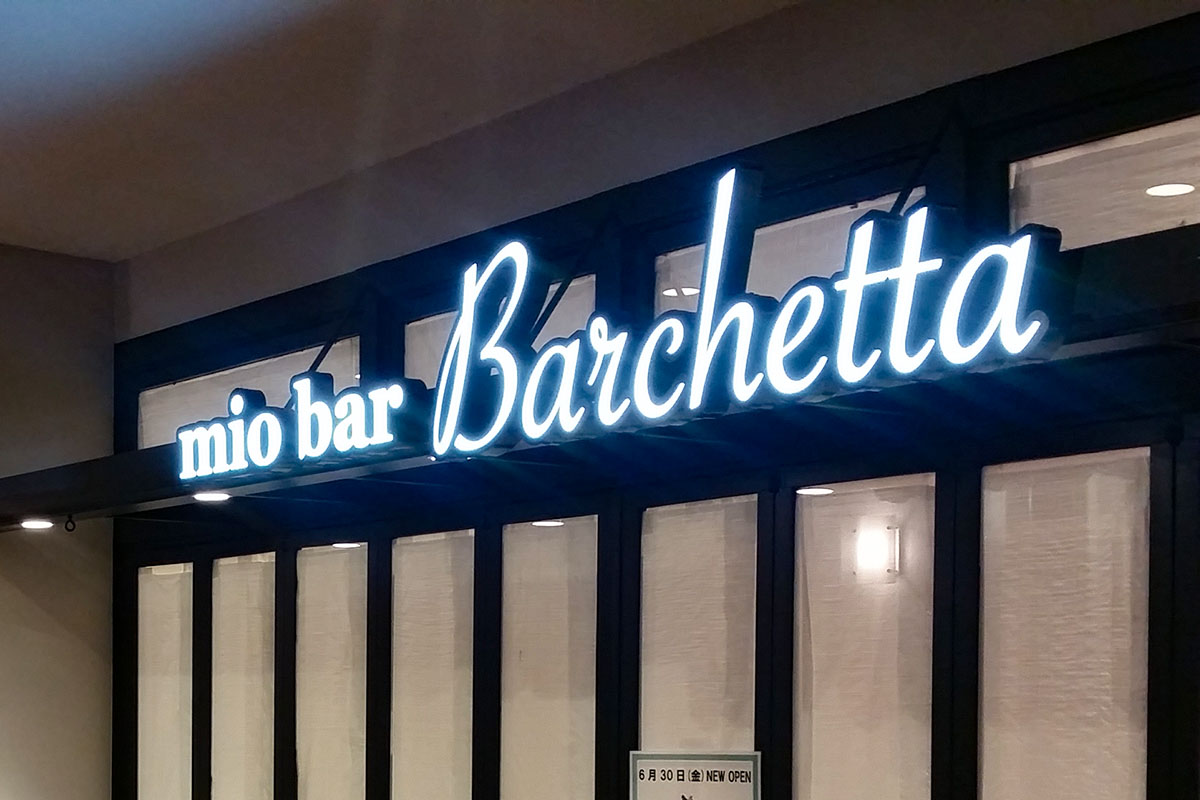 mio bar Barchetta
6月30日(金)NEW OPEN